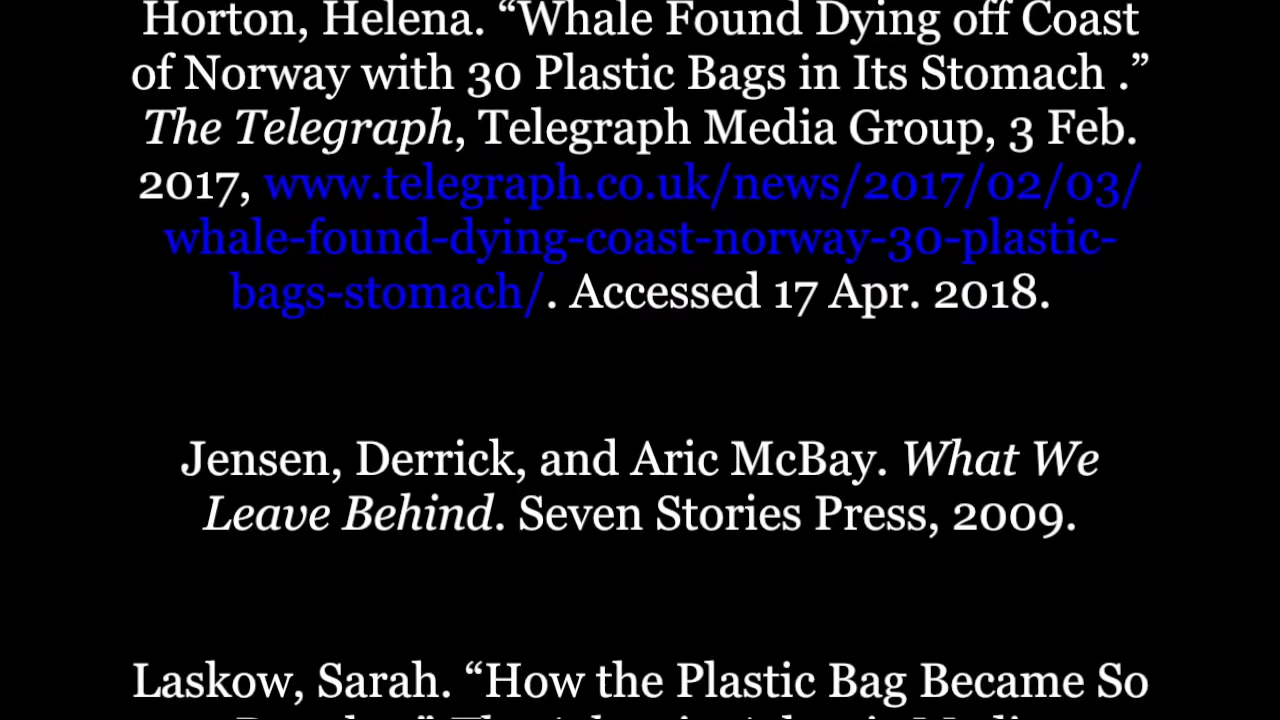 Horton, Helena. “Whale Found Dying off Coast
of Norway with 30 Plastic Bags in Its Stomach .”
The Telegraph, Telegraph Media Group, 3 Feb.
2017, www.telegraph.co.uk/news/2017/02/03/
whale-found-dying-coast-norway-30-plastic-
bags-stomach/. Accessed 17 Apr. 2018.
Jensen, Derrick, and Aric McBay. What We
Leave Behind. Seven Stories Press, 2009.
Laskow, Sarah. “How the Plastic Bag Became So